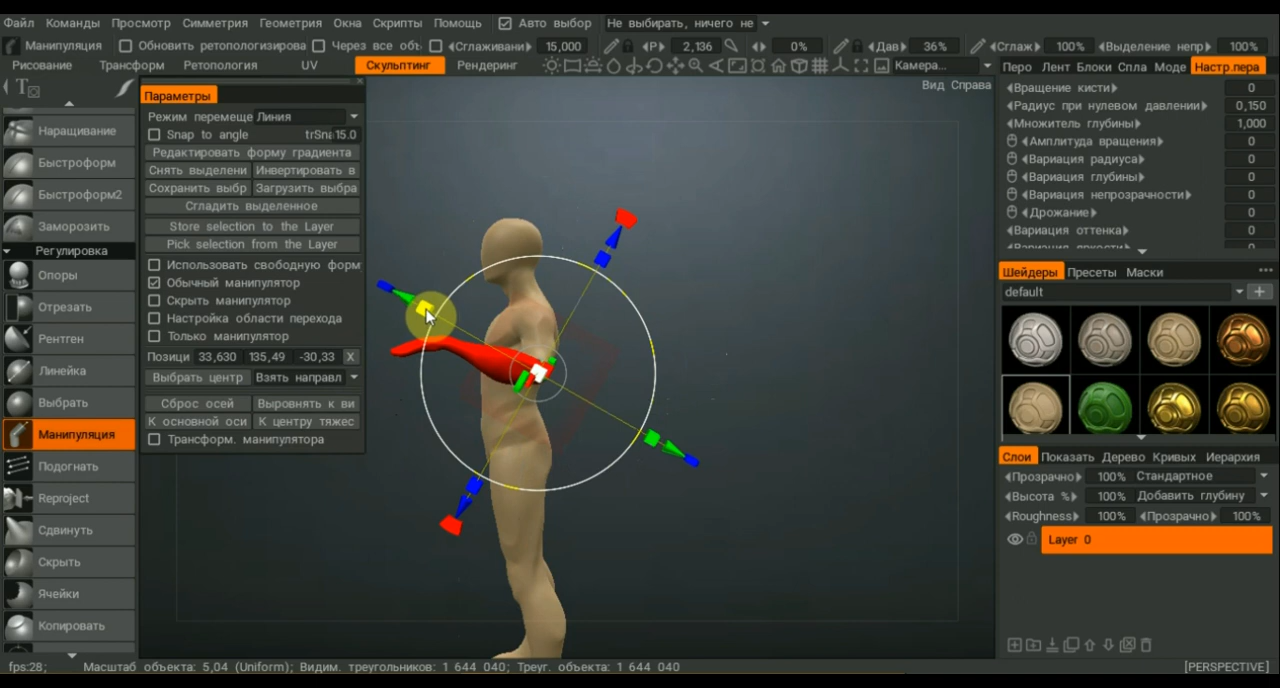 Файл Команды Просмотр Симметрия Геометрия Окна Скрипты Помощь Авто выбор Не выбирать, ничего не
Манипуляция Обновить ретопологизирова Через все объ Сглаживани 15,000 P 2,136 0% Дав 36% Сглаж 100% Выделение непр 100%
Рисование Трансформ Ретопология UV Скульптинг Рендеринг Камера...
Перо Лент Блоки Спла Моде Настр.пера
T
Вид Справа
Наращивание
Быстроформ
Быстроформ2
Заморозить
Регулировка
Опоры
Отрезать
Рентген
Линейка
Выбрать
Манипуляция
Подогнать
Reproject
Сдвинуть
Скрыть
Ячейки
Копировать
Параметры
Режим перемеще Линия
Snap to angle trSna 15.0
Редактировать форму градиента
Снять выделени Инвертировать в
Сохранить выбр Загрузить выбра
Сгладить выделенное
Store selection to the Layer
Pick selection from the Layer
Использовать свободную форм
Обычный манипулятор
Скрыть манипулятор
Настройка области перехода
Только манипулятор
Позици 33,630 135,49 -30,33 X
Выбрать центр Взять направл
Сброс осей Выровнять к ви
К основной оси К центру тяжес
Трансформ. манипулятора
Вращение кисти 0
Радиус при нулевом давлении 0,150
Множитель глубины 1,000
Амплитуда вращения 0
Вариация радиуса 0
Вариация глубины 0
Вариация непрозрачности 0
Дрожание 0
Вариация оттенка 0
Вариация яркости 0
Шейдеры Пресеты Маски
default
Слои Показать Дерево Кривых Иерархия
Прозрачно 100% Стандартное
Высота % 100% Добавить глубину
Roughness 100% Прозрачно 100%
Layer 0
fps:28; Масштаб объекта: 5,04 (Uniform); Видим. треугольников: 1 644 040; Треуг. объекта: 1 644 040 [PERSPECTIVE]